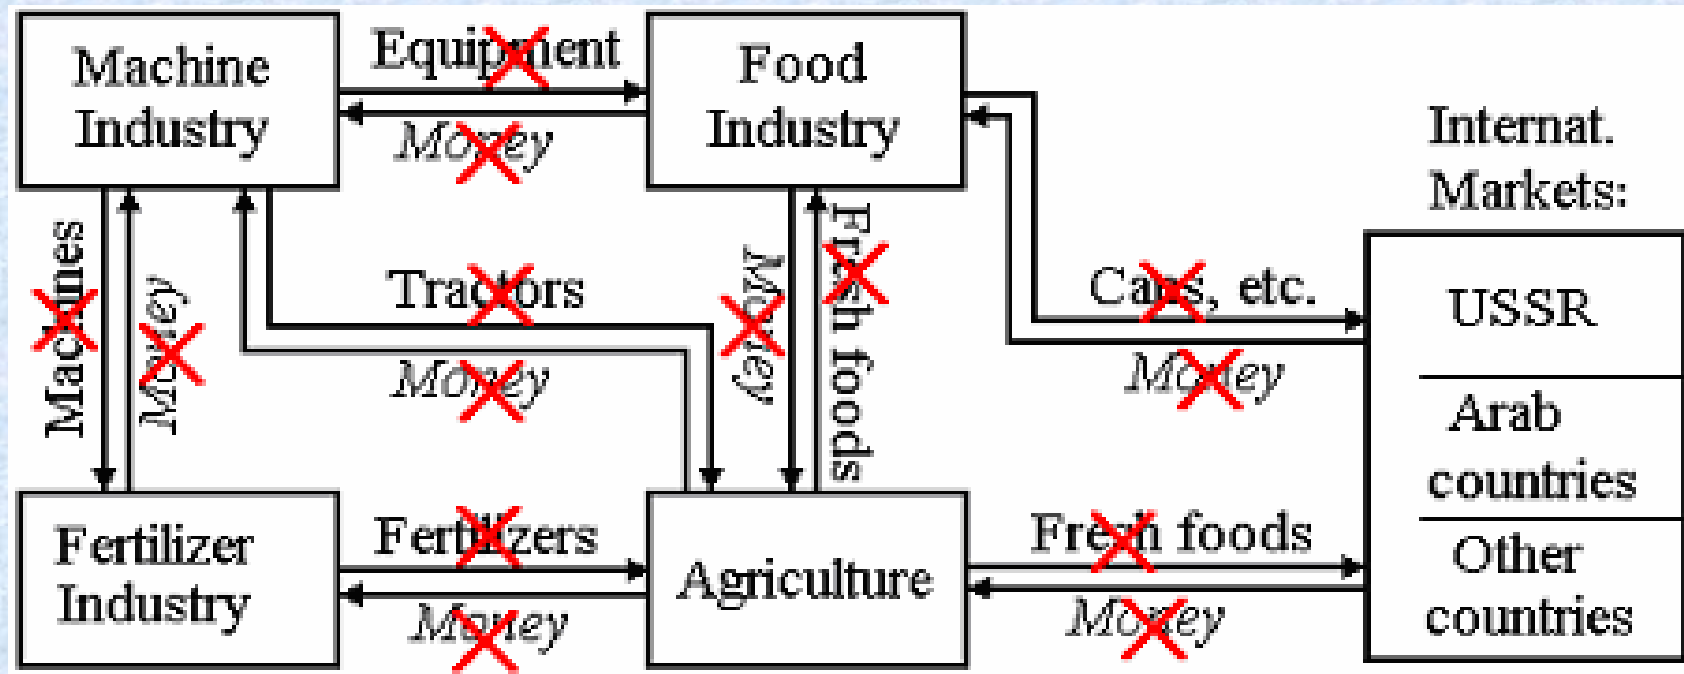 Machine
Industry
Equipment
Money
Food
Industry
Internat.
Markets:
Machines
Money
Tractors
Money
Money
Fresh foods
Cans, etc.
Money
USSR
Arab
countries
Other
countries
Fertilizer
Industry
Fertilizers
Money
Agriculture
Fresh foods
Money